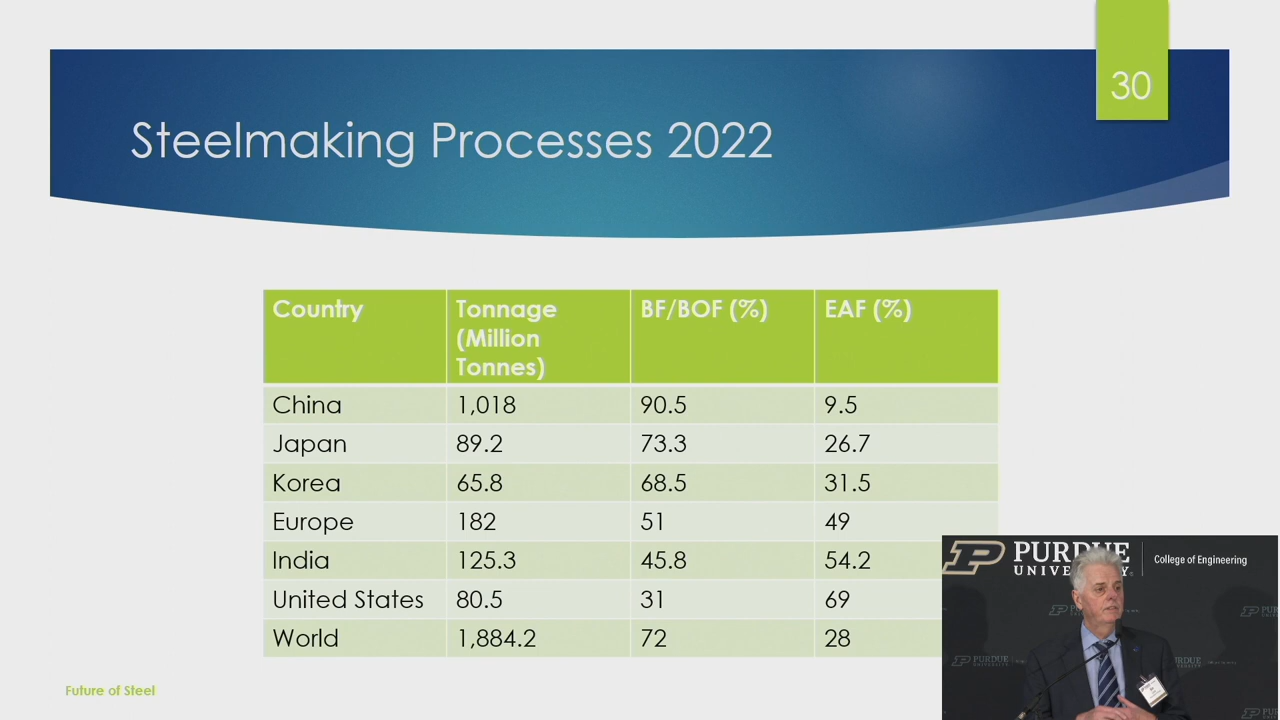 30
Steelmaking Processes 2022
Country Tonnage (Million Tonnes) BF/BOF (%) EAF (%)
China 1,018 90.5 9.5
Japan 89.2 73.3 26.7
Korea 65.8 68.5 31.5
Europe 182 51 49
India 125.3 45.8 54.2
United States 80.5 31 69
World 1,884.2 72 28
Future of Steel
PURDUE
UNIVE
College of Engineering
PURDUE
UNIVERSITY